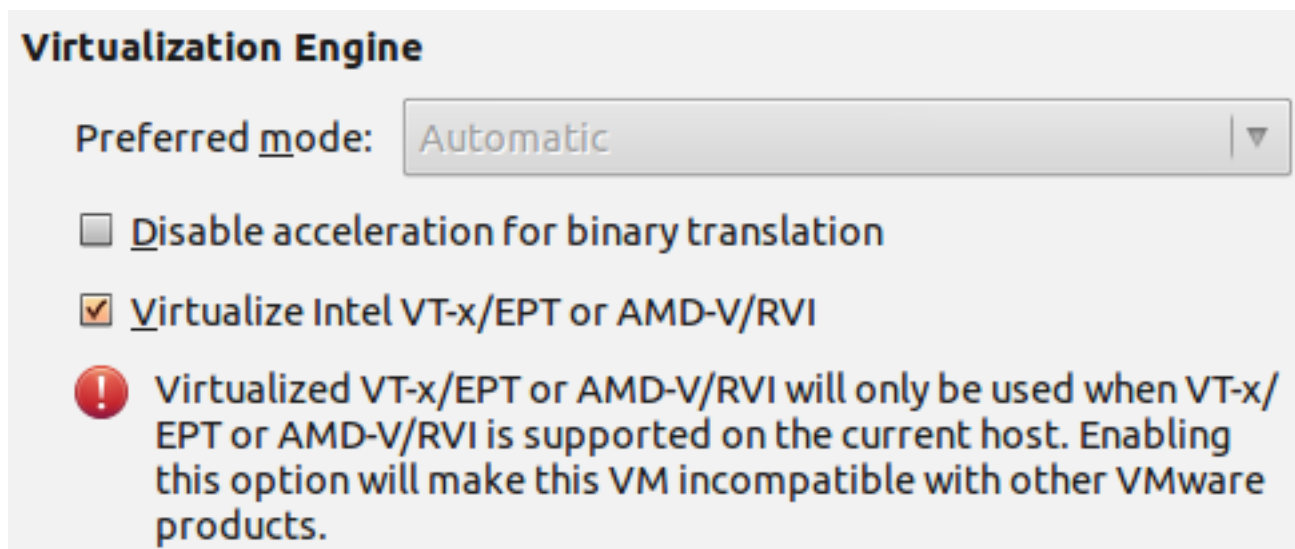 Virtualization Engine
Preferred mode: Automatic
Disable acceleration for binary translation
Virtualize Intel VT-x/EPT or AMD-V/RVI
Virtualized VT-x/EPT or AMD-V/RVI will only be used when VT-x/
EPT or AMD-V/RVI is supported on the current host. Enabling
this option will make this VM incompatible with other VMware
products.